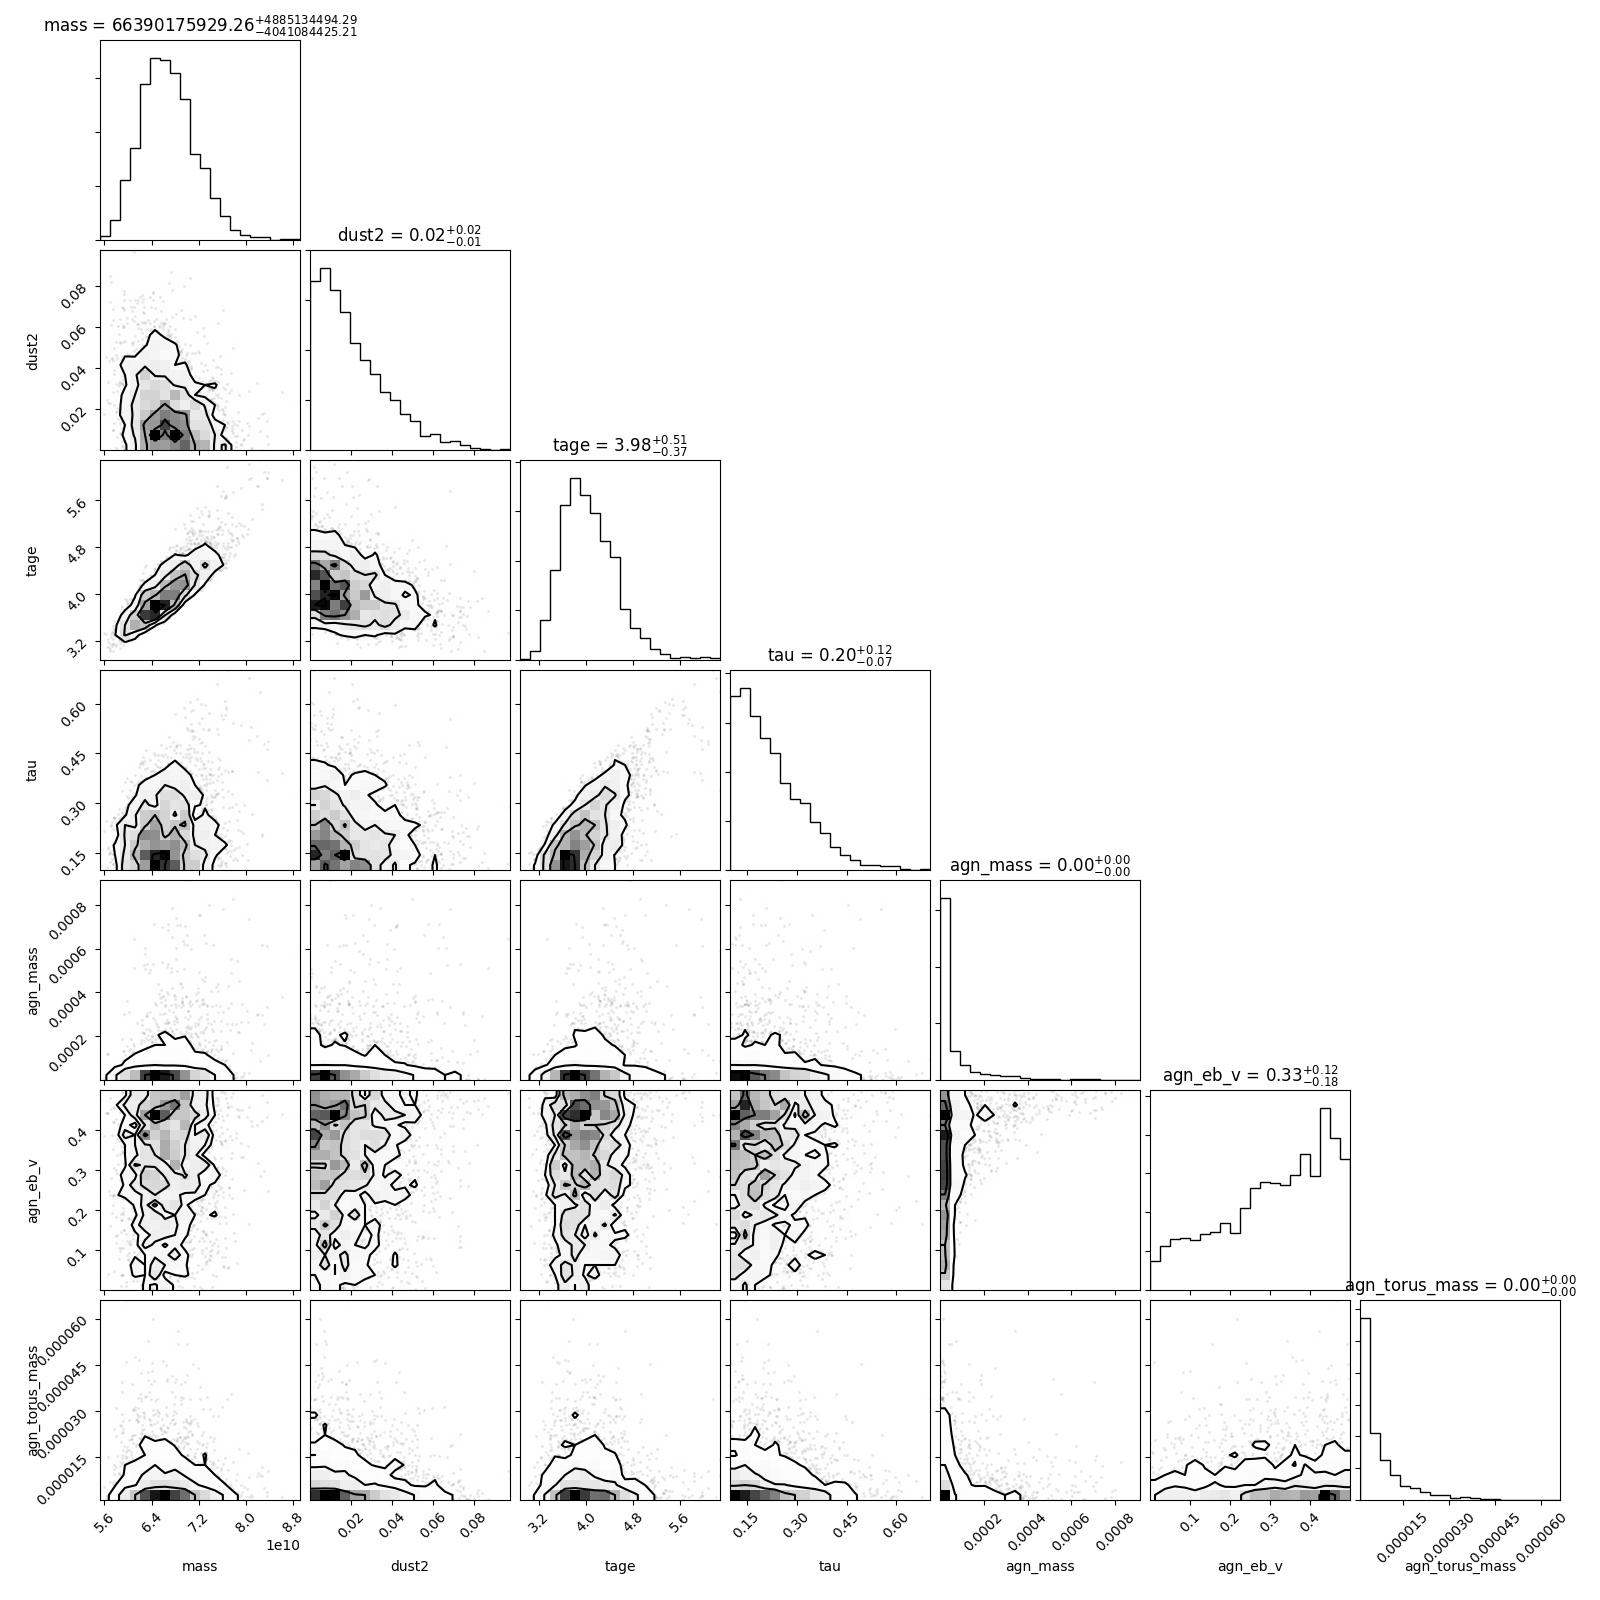 mass = 66390175929.26+4885134494.29 −4041084425.21
dust2 = 0.02+0.02 −0.01
0.08
0.06
0.04
0.02
dust2
tage = 3.98+0.51 −0.37
5.6
4.8
4.0
3.2
tage
tau = 0.20+0.12 −0.07
0.60
0.45
0.30
0.15
tau
agn_mass = 0.00+0.00 −0.00
0.0008
0.0006
0.0004
0.0002
agn_mass
agn_eb_v = 0.33+0.12 −0.18
0.4
0.3
0.2
0.1
agn_eb_v
agn_torus_mass = 0.00+0.00 −0.00
0.000060
0.000045
0.000030
0.000015
agn_torus_mass
5.6 6.4 7.2 8.0 8.8 0.02 0.04 0.06 0.08 3.2 4.0 4.8 5.6 0.15 0.30 0.45 0.60 0.0002 0.0004 0.0006 0.0008 0.1 0.2 0.3 0.4 0.000015 0.000030 0.000045 0.000060
1e10
mass dust2 tage tau agn_mass agn_eb_v agn_torus_mass